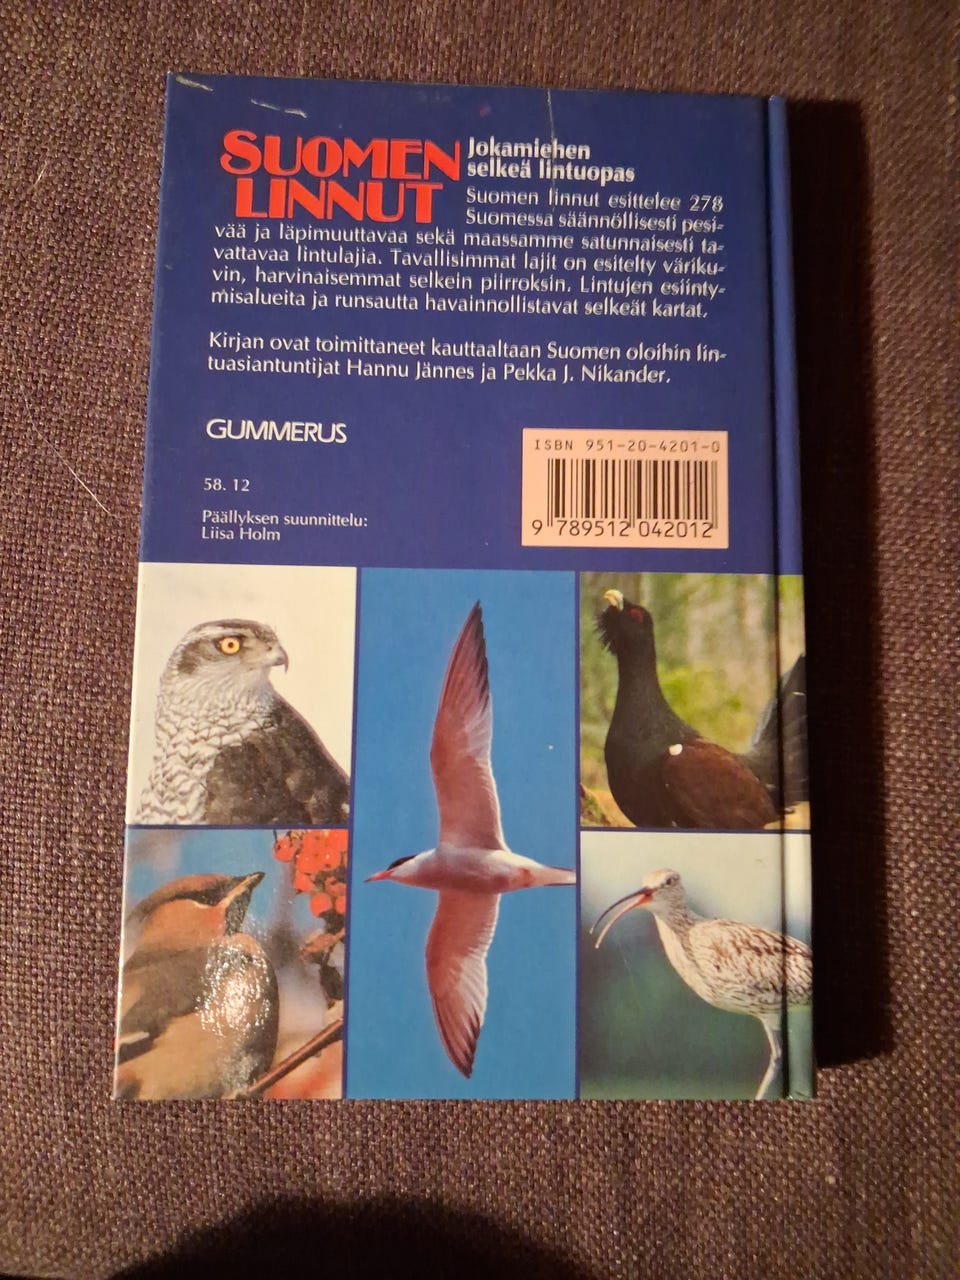 SUOMEN
LINNUT
Jokamiehen
selkeä lintuopas
Suomen linnut esittelee 278
Suomessa säännöllisesti pesi-
vää ja läpimuuttavaa sekä maassamme satunnaisesti ta-
vattavaa lintulajia. Tavallisimmat lajit on esitelty väriku-
vin, harvinaisemmat selkein piirroksin. Lintujen esiinty-
misalueita ja runsautta havainnollistavat selkeät kartat.
Kirjan ovat toimittaneet kauttaaltaan Suomen oloihin lin-
tuasiantuntijat Hannu Jännes ja Pekka J. Nikander.
GUMMERUS
ISBN 951-20-4201-0
9 789512 042012
58. 12
Päällyksen suunnittelu:
Liisa Holm